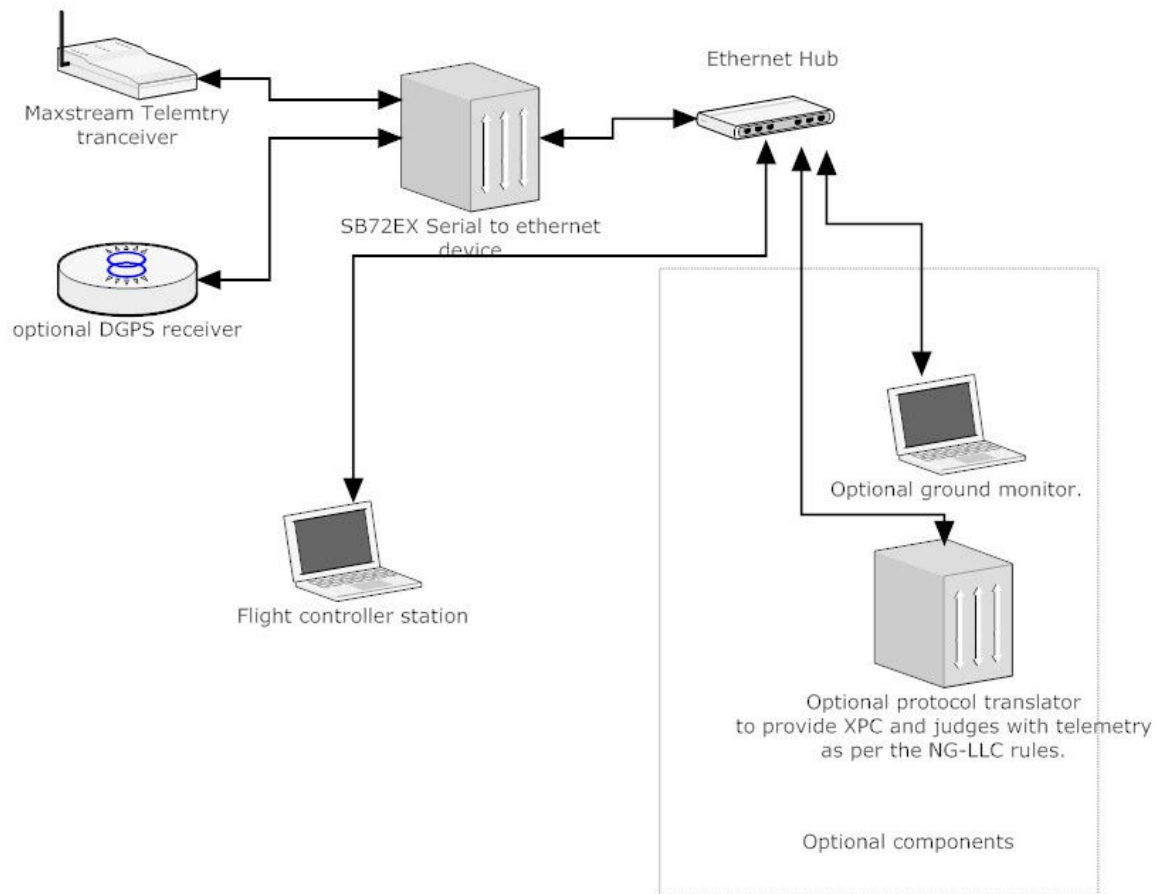 Ethernet Hub
Maxstream Telemtry
tranceiver
SB72EX Serial to ethernet
device
optional DGPS receiver
Optional ground monitor.
Flight controller station
Optional protocol translator
to provide XPC and judges with telemetry
as per the NG-LLC rules.
Optional components